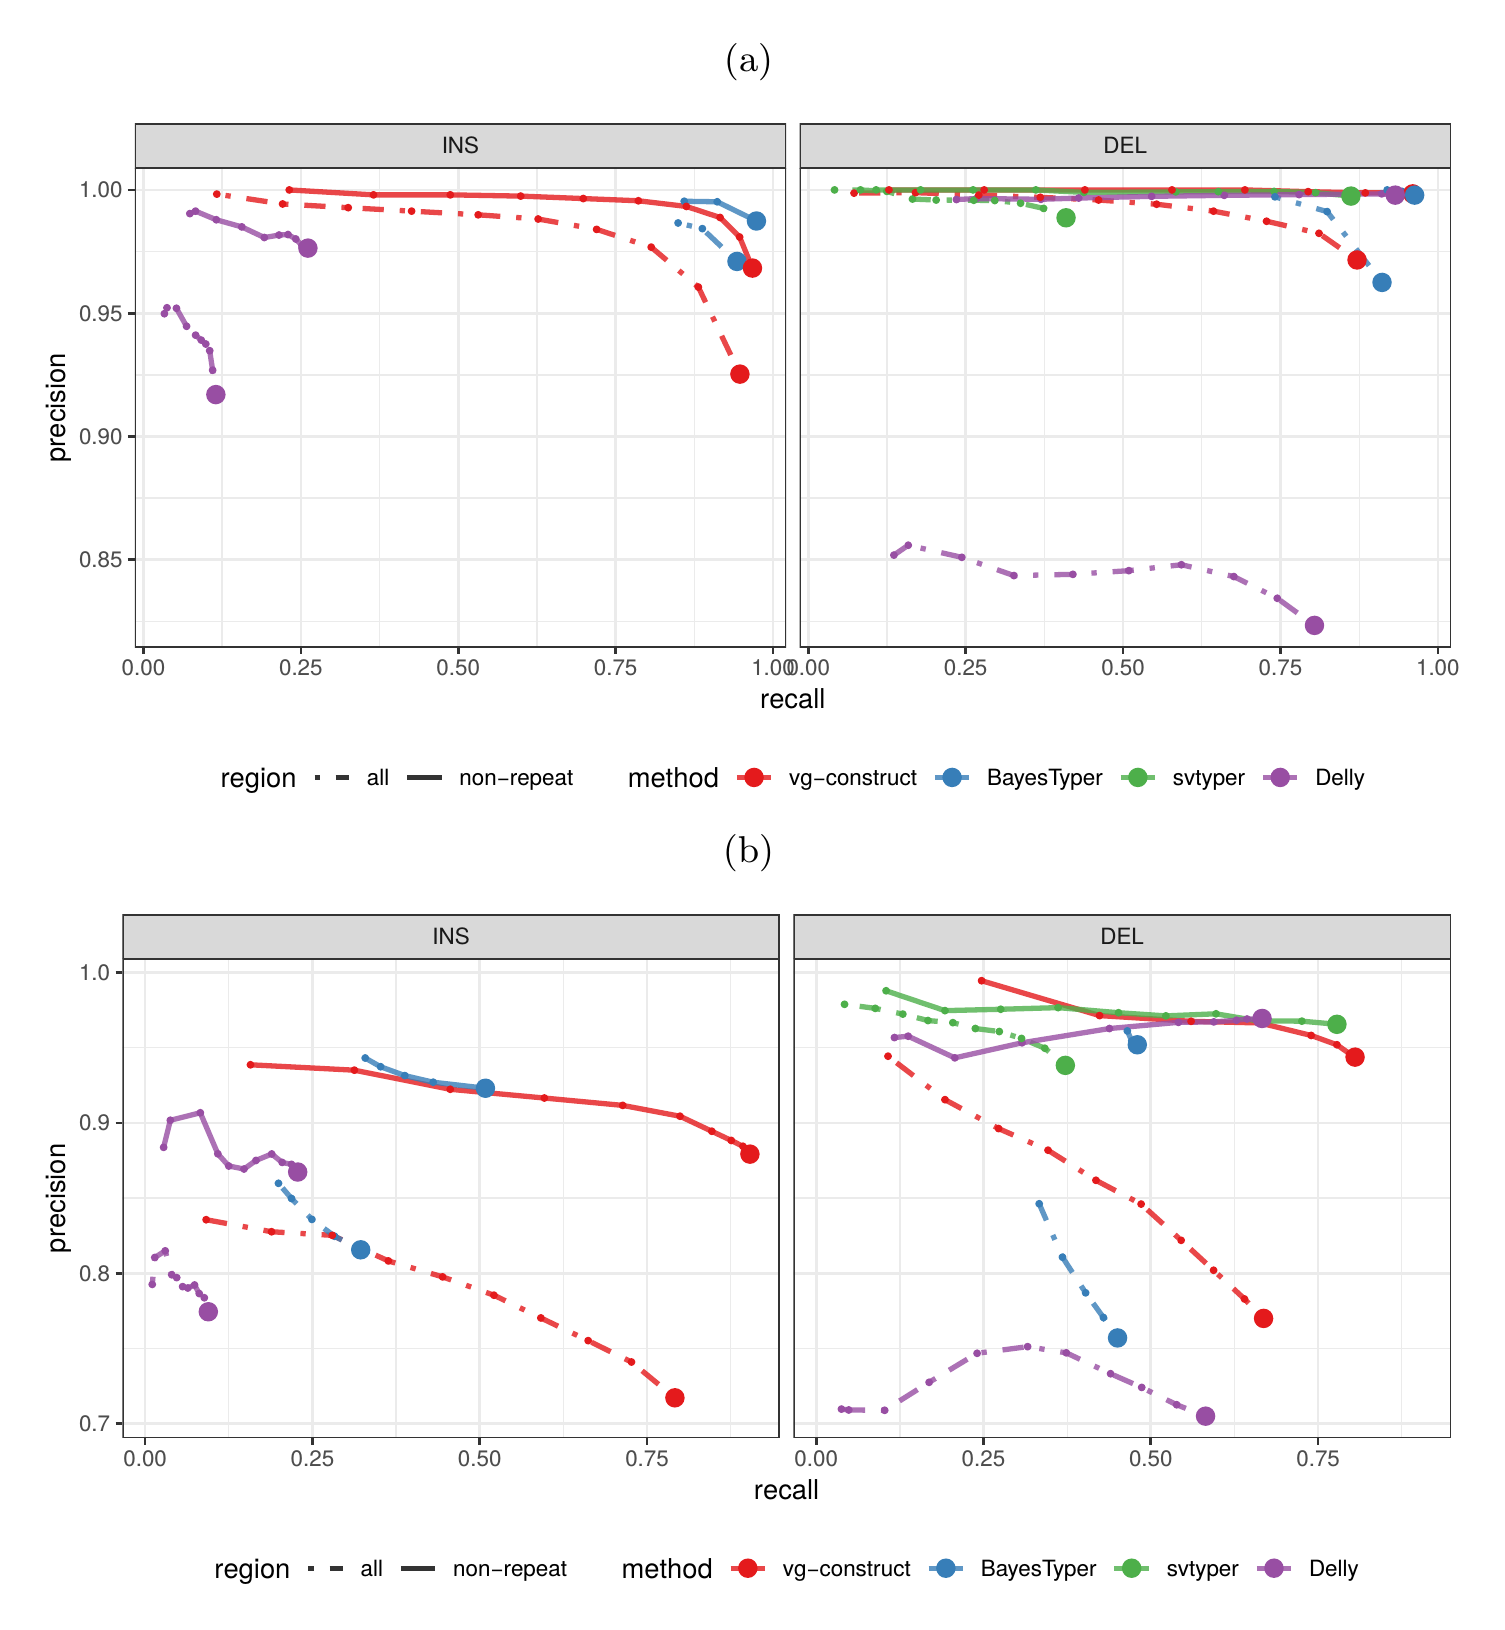 (a)
INS DEL
1.00
0.95
0.90
0.85
precision
0.00 0.25 0.50 0.75 1.00 0.00 0.25 0.50 0.75 1.00
recall
region all non−repeat method vg−construct BayesTyper svtyper Delly
(b)
INS DEL
1.0
0.9
0.8
0.7
precision
0.00 0.25 0.50 0.75 0.00 0.25 0.50 0.75
recall
region all non−repeat method vg−construct BayesTyper svtyper Delly